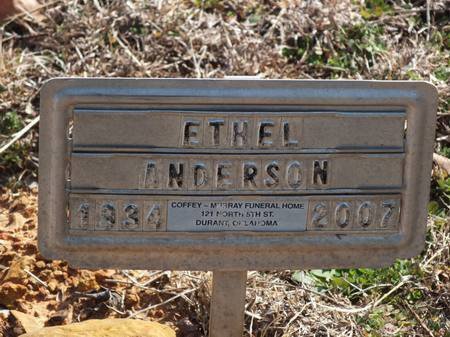 ETHEL
ANDERSON
1934 COFFEY - MURRAY FUNERAL HOME 2007
121 NORTH 5TH ST.
DURANT, OKLAHOMA